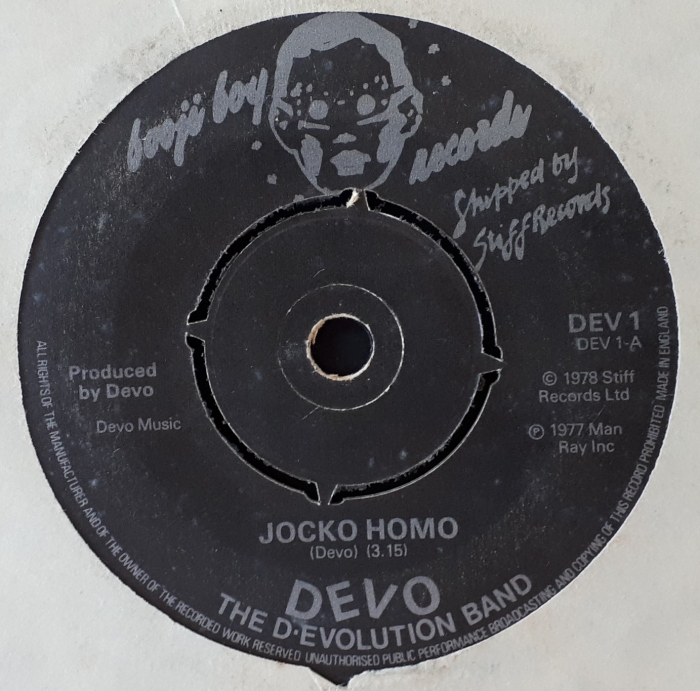 booji boy records
Shipped by
Stiff Records
DEV 1
DEV 1-A
Produced
by Devo
Devo Music
© 1978 Stiff
Records Ltd
℗ 1977 Man
Ray Inc
JOCKO HOMO
(Devo) (3.15)
DEVO
THE D·EVOLUTION BAND
ALL RIGHTS OF THE MANUFACTURER AND OF THE OWNER OF THE RECORDED WORK RESERVED UNAUTHORISED PUBLIC PERFORMANCE BROADCASTING AND COPYING OF THIS RECORD PROHIBITED MADE IN ENGLAND